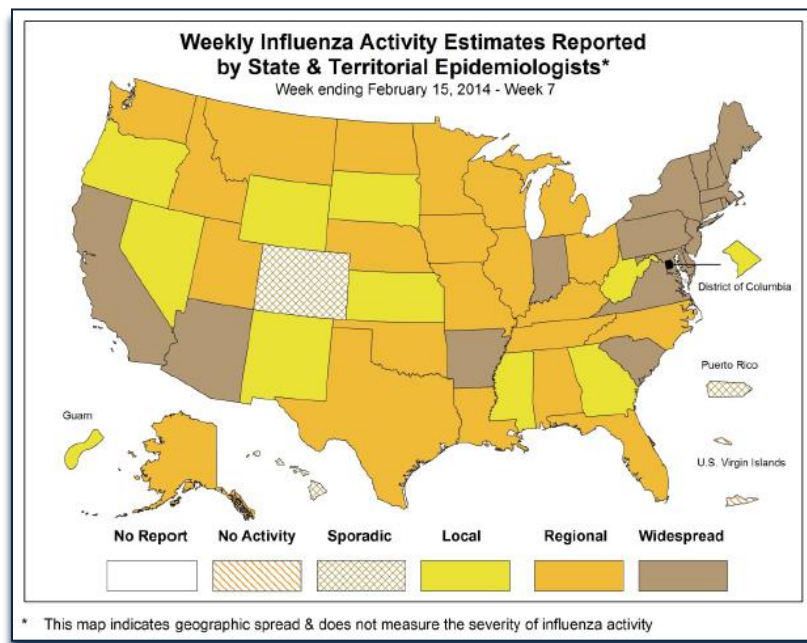 Weekly Influenza Activity Estimates Reported
by State & Territorial Epidemiologists*
Week ending February 15, 2014 - Week 7
District of Columbia
Puerto Rico
Guam
U.S. Virgin Islands
No Report No Activity Sporadic Local Regional Widespread
* This map indicates geographic spread & does not measure the severity of influenza activity